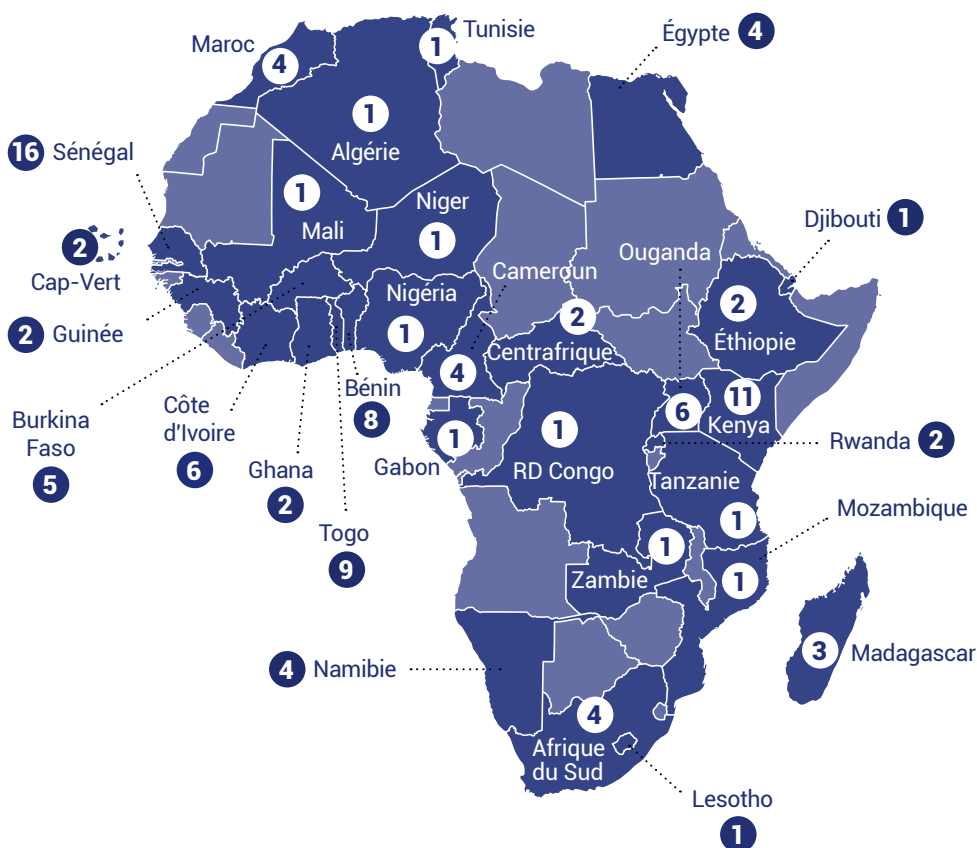 Tunisie
1
Maroc
4
Égypte 4
1
Algérie
16 Sénégal
1
Mali
Niger
1
Djibouti 1
2
Cap-Vert
Ouganda
Cameroun
Nigéria
1
2
Éthiopie
2
Centrafrique
2 Guinée
4
Bénin
8
6
11
Kenya
Burkina
Faso
5
Côte
d'Ivoire
6
Ghana
2
Togo
9
1
Gabon
1
RD Congo
Rwanda 2
Tanzanie
1
Mozambique
1
Zambie
1
3 Madagascar
4 Namibie
4
Afrique
du Sud
Lesotho
1